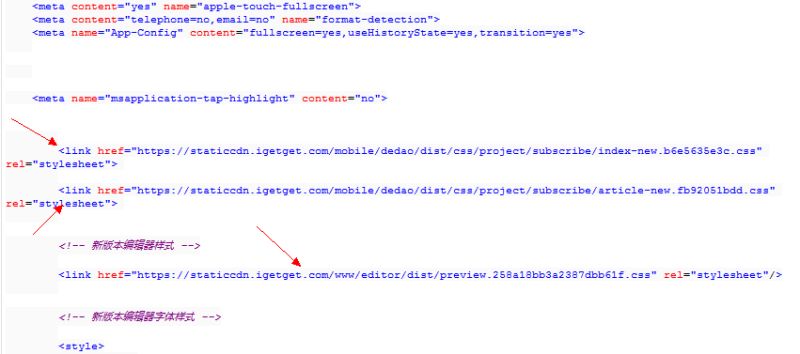 <meta content="yes" name="apple-touch-fullscreen">
<meta content="telephone=no,email=no" name="format-detection">
<meta name="App-Config" content="fullscreen=yes,useHistoryState=yes,transition=yes">
<meta name="msapplication-tap-highlight" content="no">
<link href="https://staticcdn.igetget.com/mobile/dedao/dist/css/project/subscribe/index-new.b6e5635e3c.css"
rel="stylesheet">
<link href="https://staticcdn.igetget.com/mobile/dedao/dist/css/project/subscribe/article-new.fb92051bdd.css"
rel="stylesheet">
<!-- 新版本编辑器样式 -->
<link href="https://staticcdn.igetget.com/www/editor/dist/preview.258a18bb3a2387dbb61f.css" rel="stylesheet"/>
<!-- 新版本编辑器字体样式 -->
<style>